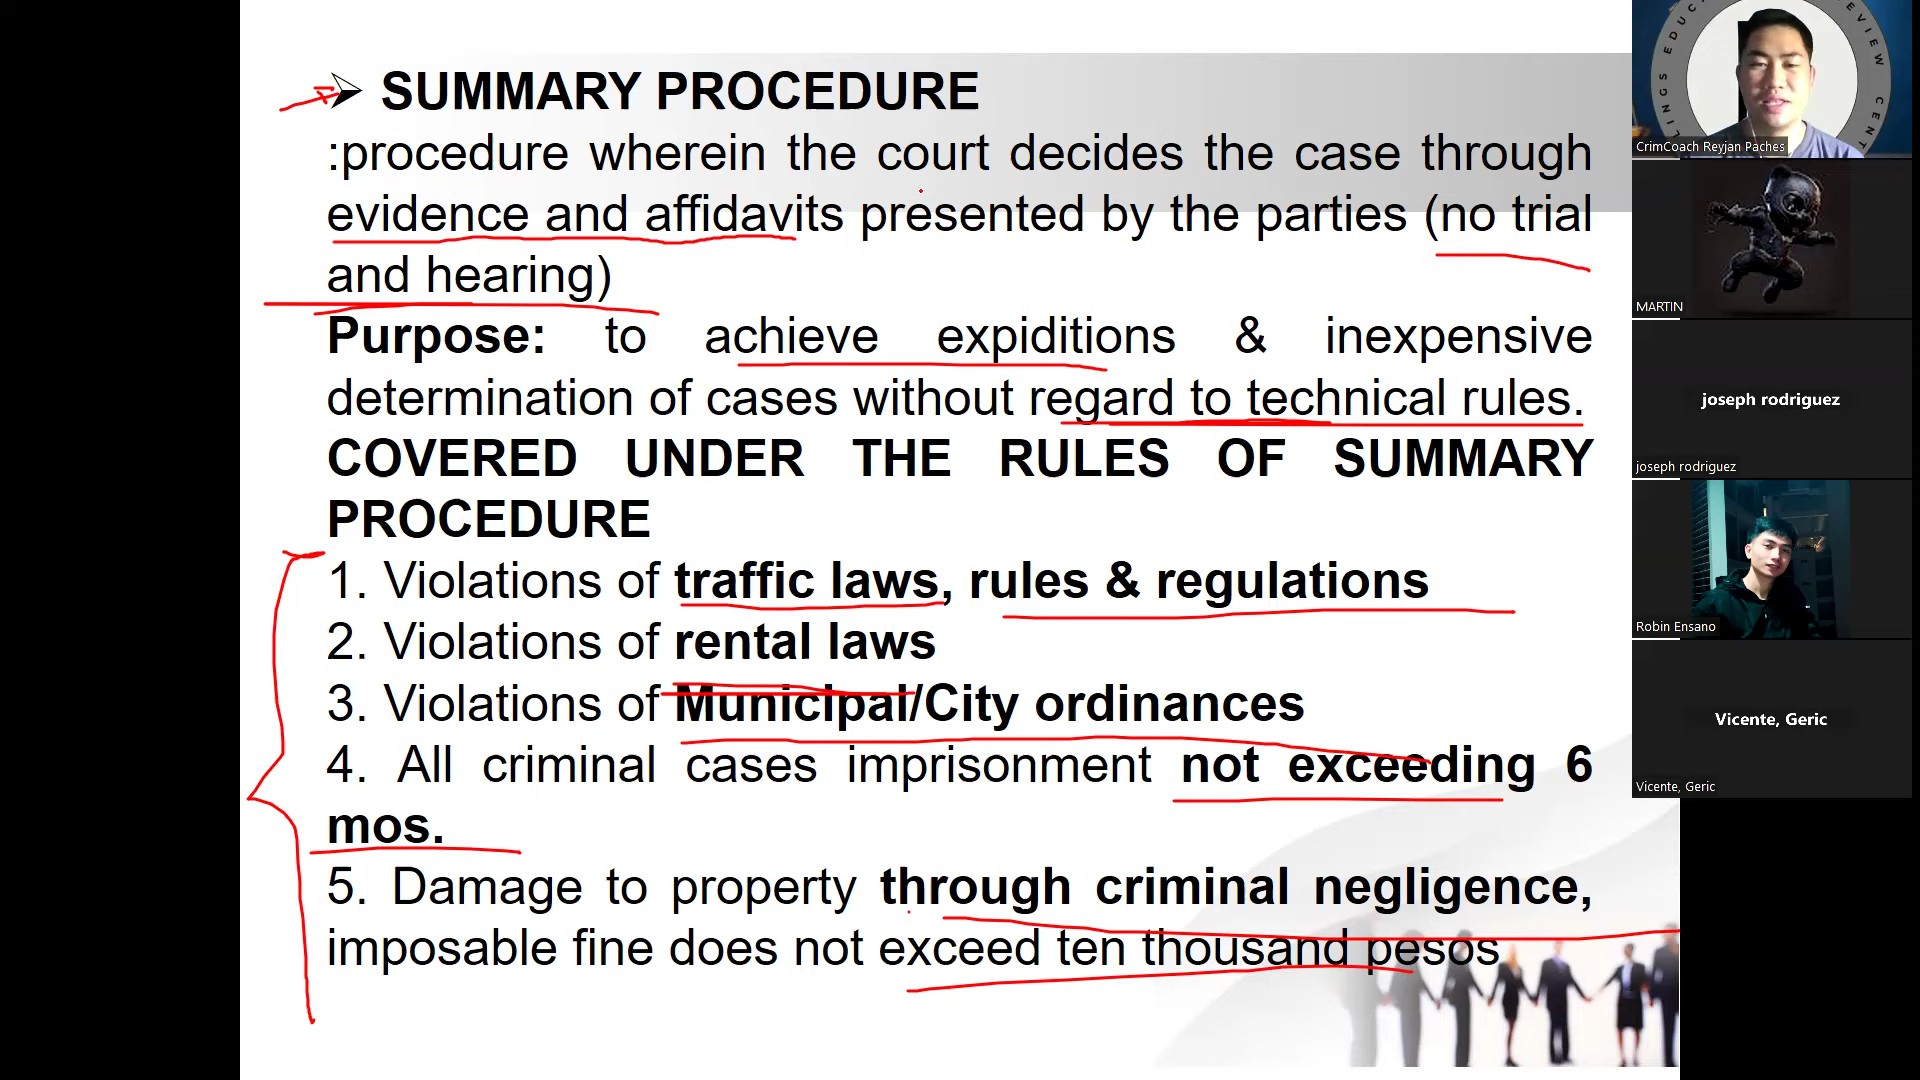 SUMMARY PROCEDURE
:procedure wherein the court decides the case through
evidence and affidavits presented by the parties (no trial
and hearing)
Purpose: to achieve expiditions & inexpensive
determination of cases without regard to technical rules.
COVERED UNDER THE RULES OF SUMMARY
PROCEDURE
1. Violations of traffic laws, rules & regulations
2. Violations of rental laws
3. Violations of Municipal/City ordinances
4. All criminal cases imprisonment not exceeding 6
mos.
5. Damage to property through criminal negligence,
imposable fine does not exceed ten thousand pesos
CrimCoach Reyjan Paches
MARTIN
joseph rodriguez
joseph rodriguez
Robin Ensano
Vicente, Geric
Vicente, Geric